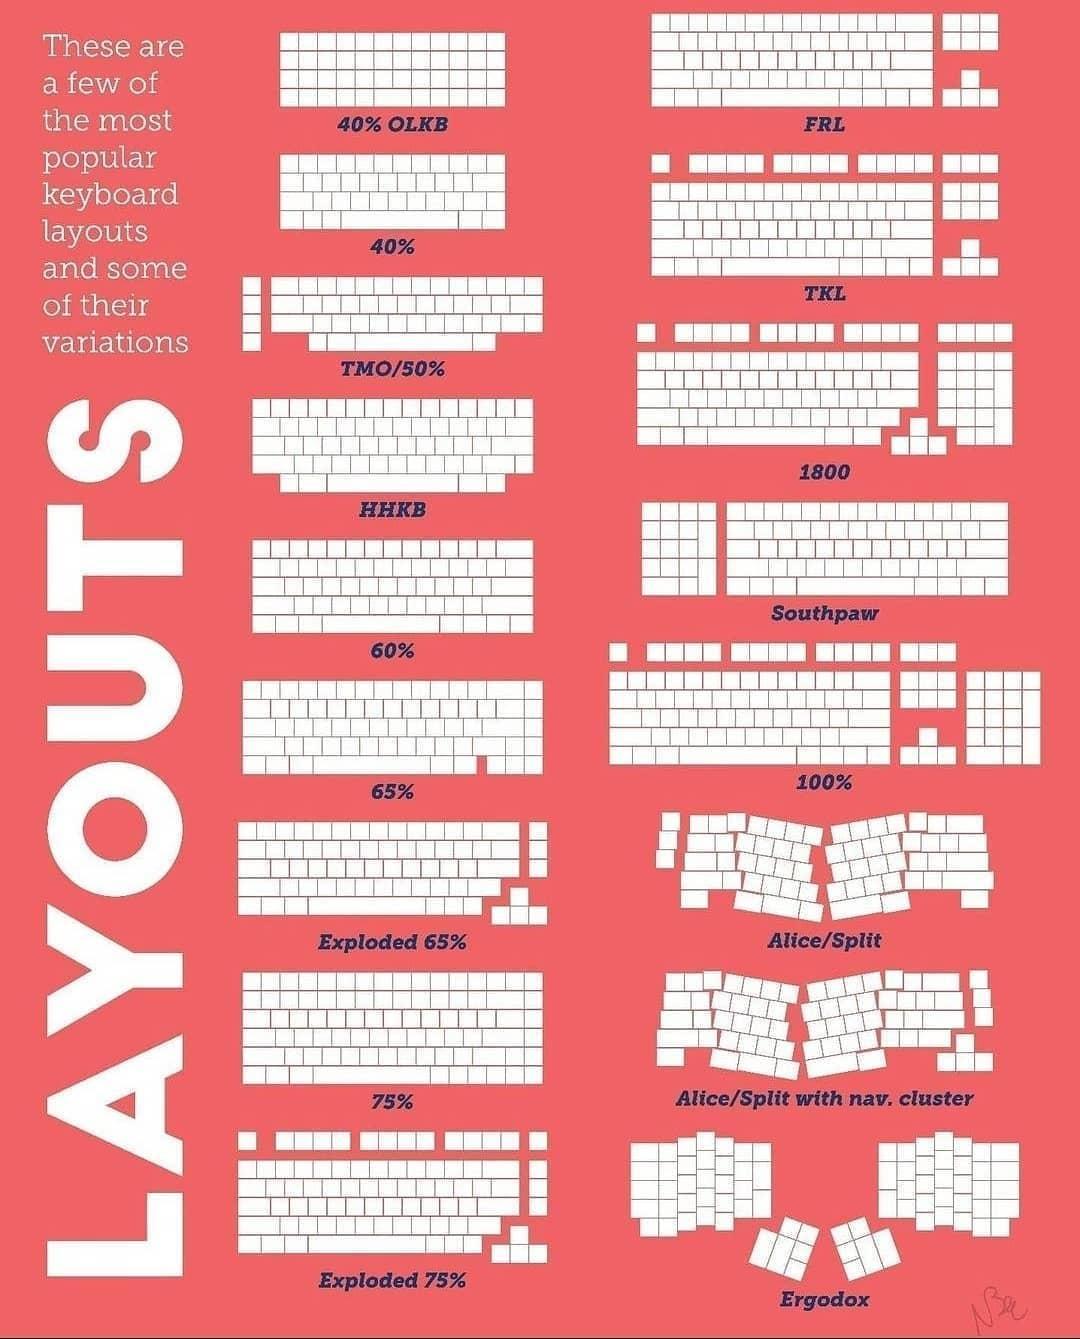 These are
a few of
the most
popular
keyboard
layouts
and some
of their
variations
LAYOUTS
40% OLKB
40%
TMO/50%
HHKB
60%
65%
Exploded 65%
75%
Exploded 75%
FRL
TKL
1800
Southpaw
100%
Alice/Split
Alice/Split with nav. cluster
Ergodox